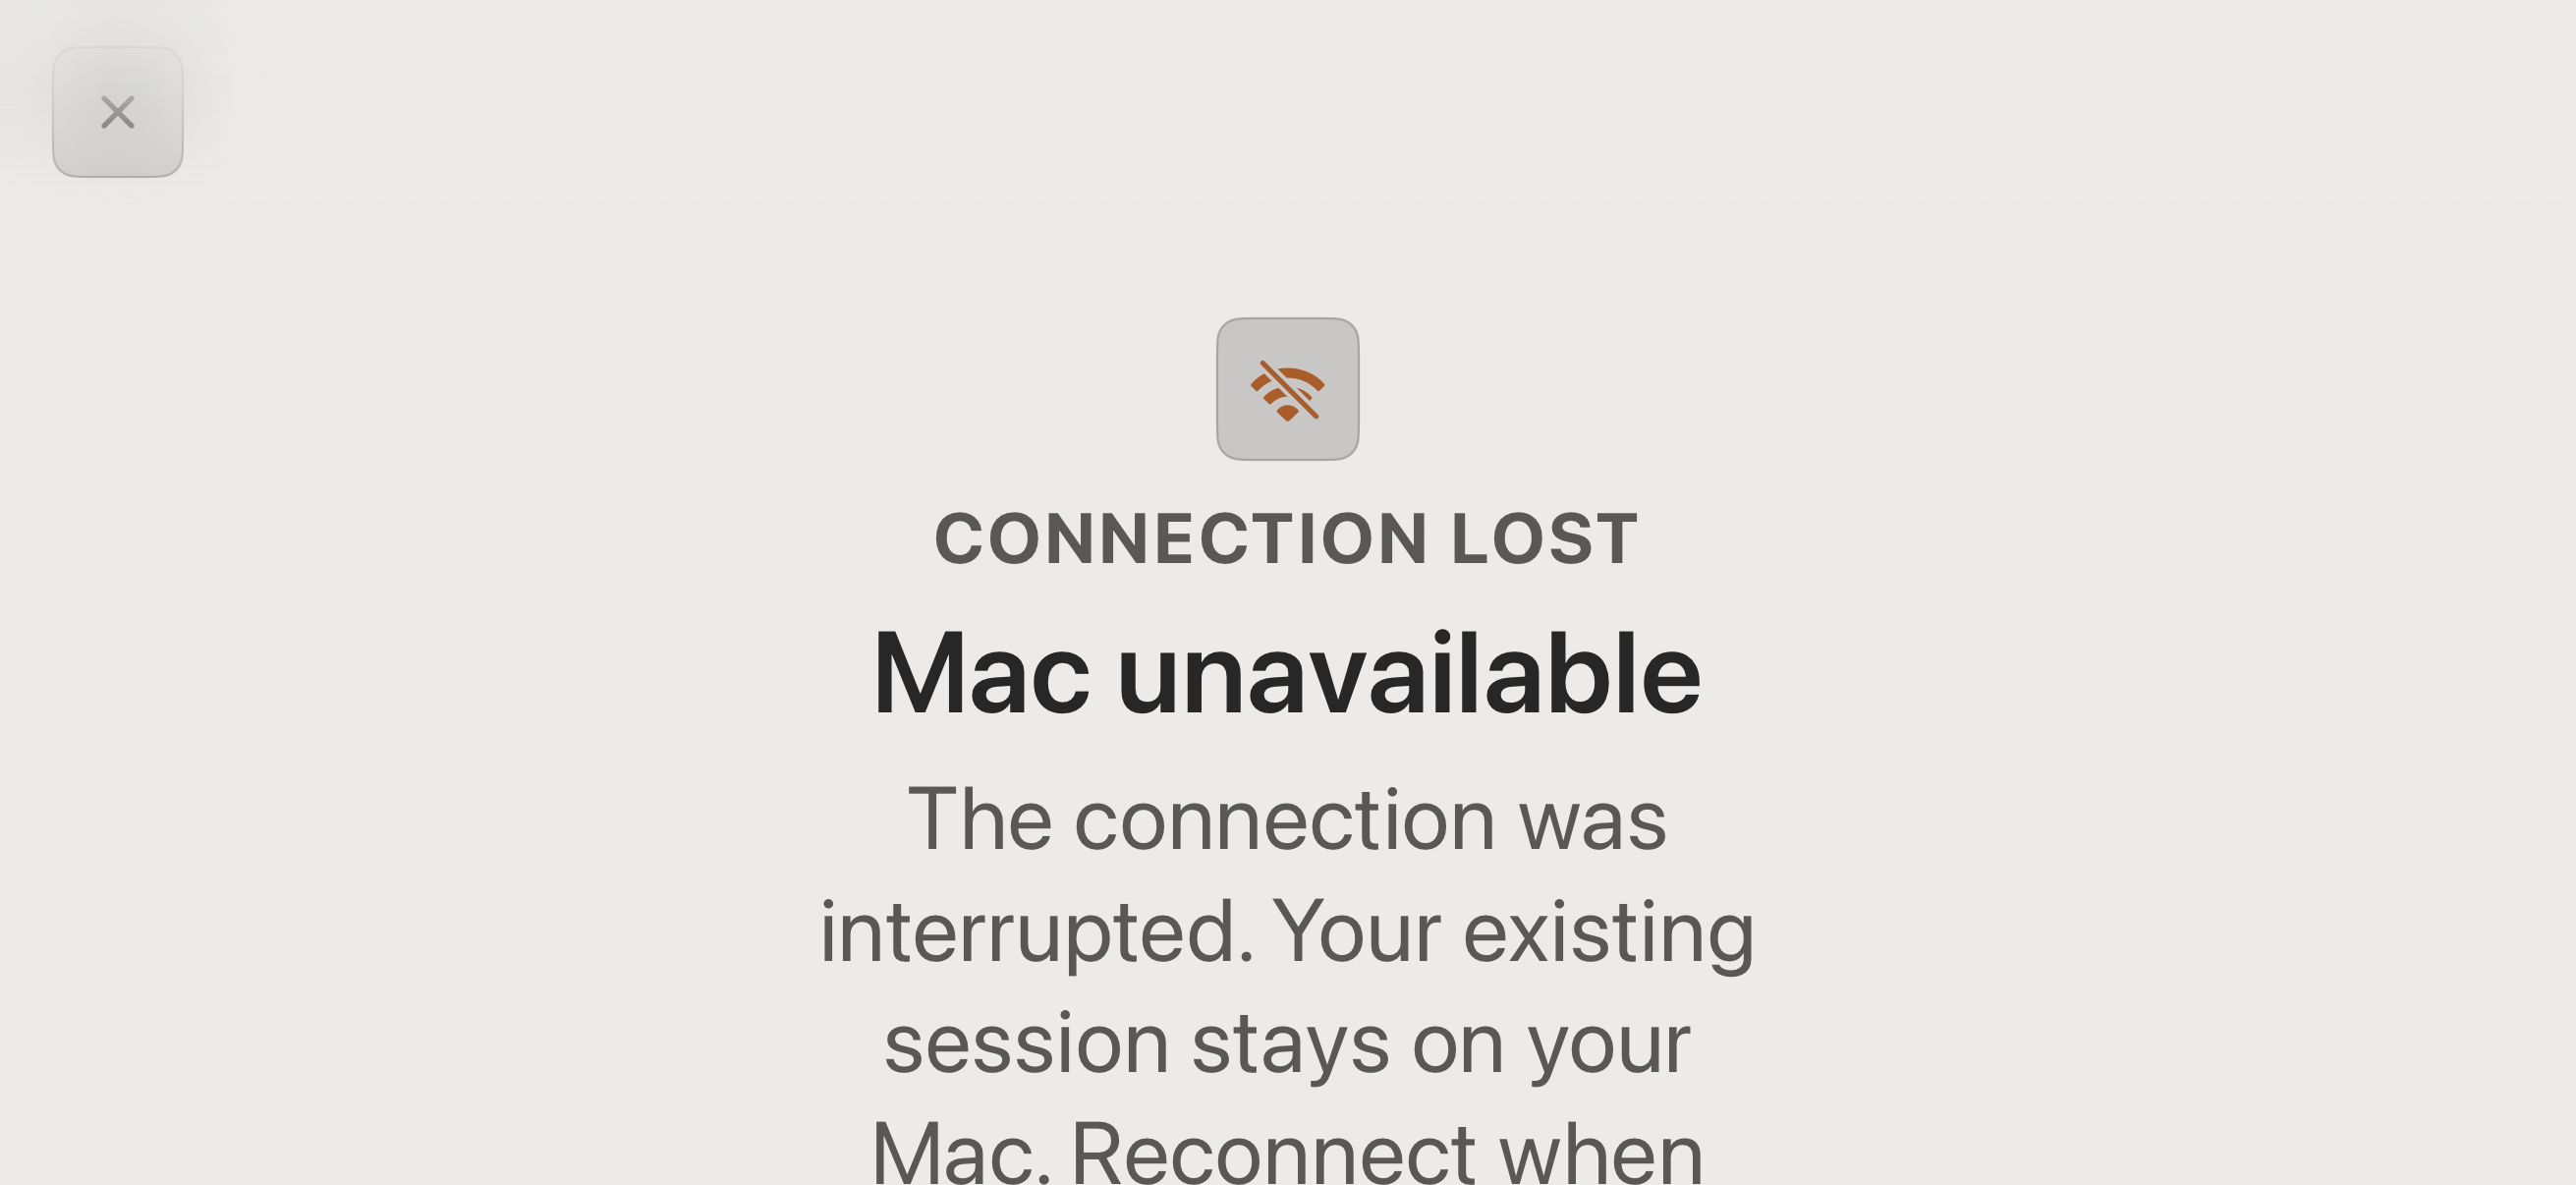 CONNECTION LOST
Mac unavailable
The connection was
interrupted. Your existing
session stays on your
Mac. Reconnect when